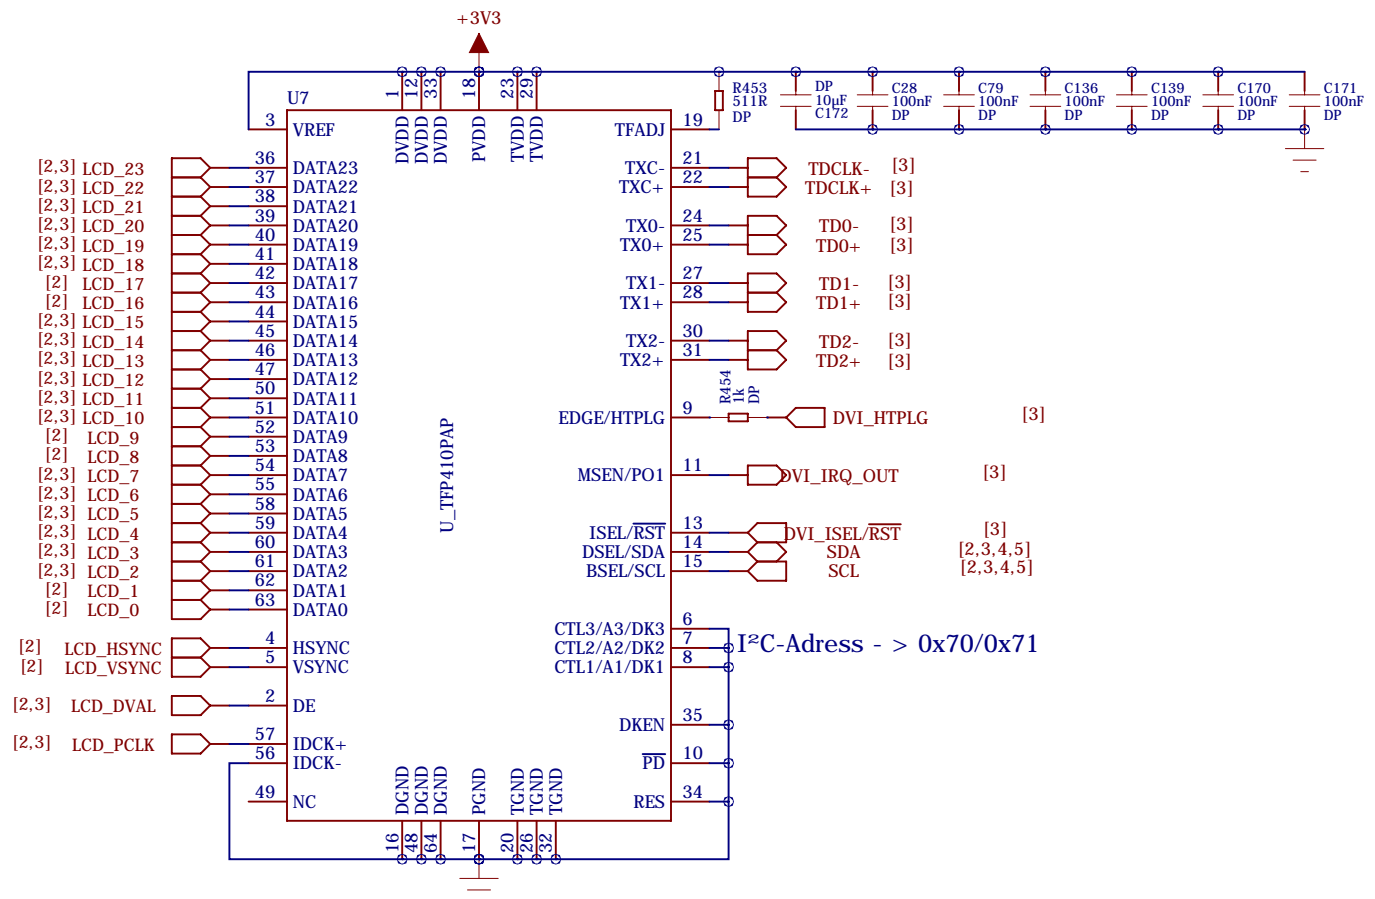 +3V3
U7
1 DVDD
12 DVDD
33 DVDD
18 PVDD
23 TVDD
29 TVDD
R453
511R
DP
DP
10µF
C172
C28
100nF
DP
C79
100nF
DP
C136
100nF
DP
C139
100nF
DP
C170
100nF
DP
C171
100nF
DP
3 VREF
[2,3] LCD_23 36 DATA23
[2,3] LCD_22 37 DATA22
[2,3] LCD_21 38 DATA21
[2,3] LCD_20 39 DATA20
[2,3] LCD_19 40 DATA19
[2,3] LCD_18 41 DATA18
[2] LCD_17 42 DATA17
[2] LCD_16 43 DATA16
[2,3] LCD_15 44 DATA15
[2,3] LCD_14 45 DATA14
[2,3] LCD_13 46 DATA13
[2,3] LCD_12 47 DATA12
[2,3] LCD_11 50 DATA11
[2,3] LCD_10 51 DATA10
[2] LCD_9 52 DATA9
[2] LCD_8 53 DATA8
[2,3] LCD_7 54 DATA7
[2,3] LCD_6 55 DATA6
[2,3] LCD_5 58 DATA5
[2,3] LCD_4 59 DATA4
[2,3] LCD_3 60 DATA3
[2,3] LCD_2 61 DATA2
[2] LCD_1 62 DATA1
[2] LCD_0 63 DATA0
[2] LCD_HSYNC 4 HSYNC
[2] LCD_VSYNC 5 VSYNC
[2,3] LCD_DVAL 2 DE
[2,3] LCD_PCLK 57 IDCK+
56 IDCK-
49 NC
U_TFP410PAP
TFADJ 19
TXC- 21 TDCLK- [3]
TXC+ 22 TDCLK+ [3]
TX0- 24 TD0- [3]
TX0+ 25 TD0+ [3]
TX1- 27 TD1- [3]
TX1+ 28 TD1+ [3]
TX2- 30 TD2- [3]
TX2+ 31 TD2+ [3]
R454
1k
DP
EDGE/HTPLG 9 DVI_HTPLG [3]
MSEN/PO1 11 DVI_IRQ_OUT [3]
ISEL/RST 13 DVI_ISEL/RST [3]
DSEL/SDA 14 SDA [2,3,4,5]
BSEL/SCL 15 SCL [2,3,4,5]
CTL3/A3/DK3 6
CTL2/A2/DK2 7
CTL1/A1/DK1 8
I²C-Adress - > 0x70/0x71
DKEN 35
PD 10
RES 34
DGND 16
DGND 48
DGND 64
PGND 17
TGND 20
TGND 26
TGND 32